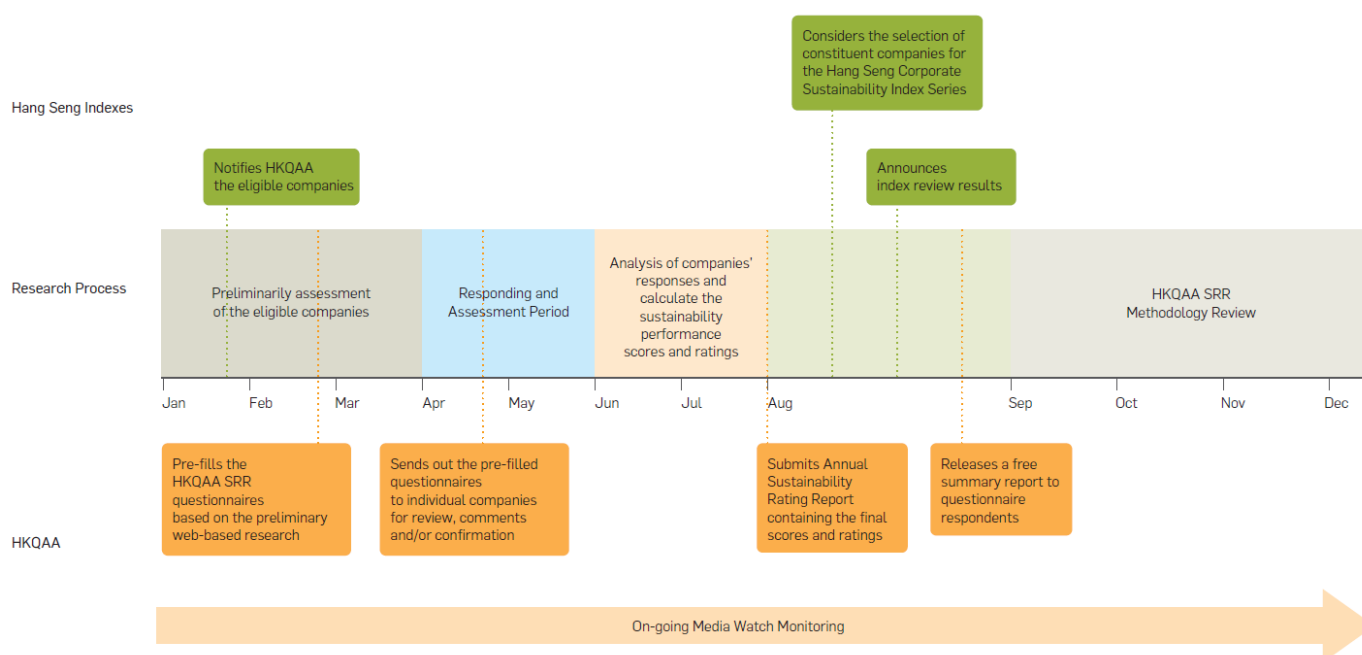 Considers the selection of
constituent companies for
the Hang Seng Corporate
Sustainability Index Series
Hang Seng Indexes
Notifies HKQAA
the eligible companies
Announces
index review results
Research Process
Preliminarily assessment
of the eligible companies
Responding and
Assessment Period
Analysis of companies'
responses and
calculate the
sustainability
performance
scores and ratings
HKQAA SRR
Methodology Review
Jan Feb Mar Apr May Jun Jul Aug Sep Oct Nov Dec
Pre-fills the
HKQAA SRR
questionnaires
based on the preliminary
web-based research
Sends out the pre-filled
questionnaires
to individual companies
for review, comments
and/or confirmation
Submits Annual
Sustainability
Rating Report
containing the final
scores and ratings
Releases a free
summary report to
questionnaire
respondents
HKQAA
On-going Media Watch Monitoring